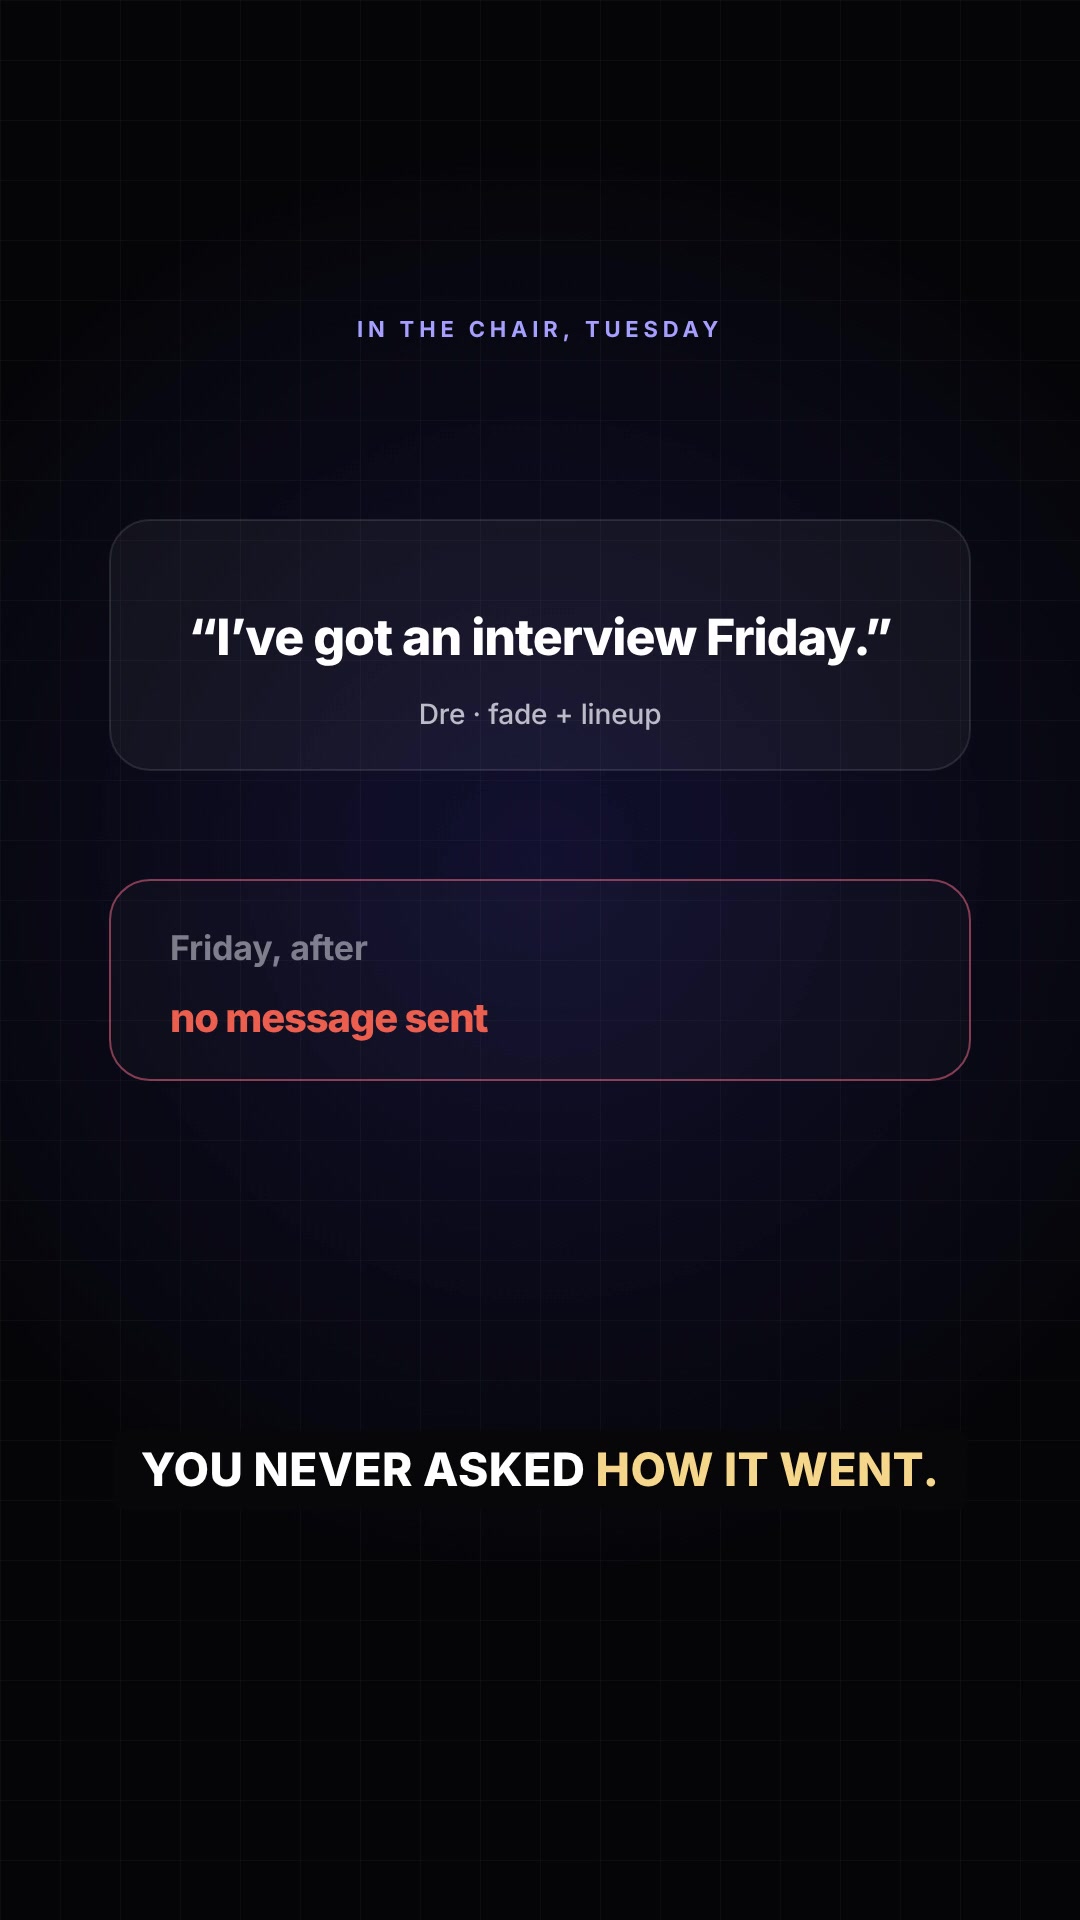 IN THE CHAIR, TUESDAY
“I’ve got an interview Friday.”
Dre · fade + lineup
Friday, after
no message sent
YOU NEVER ASKED HOW IT WENT.